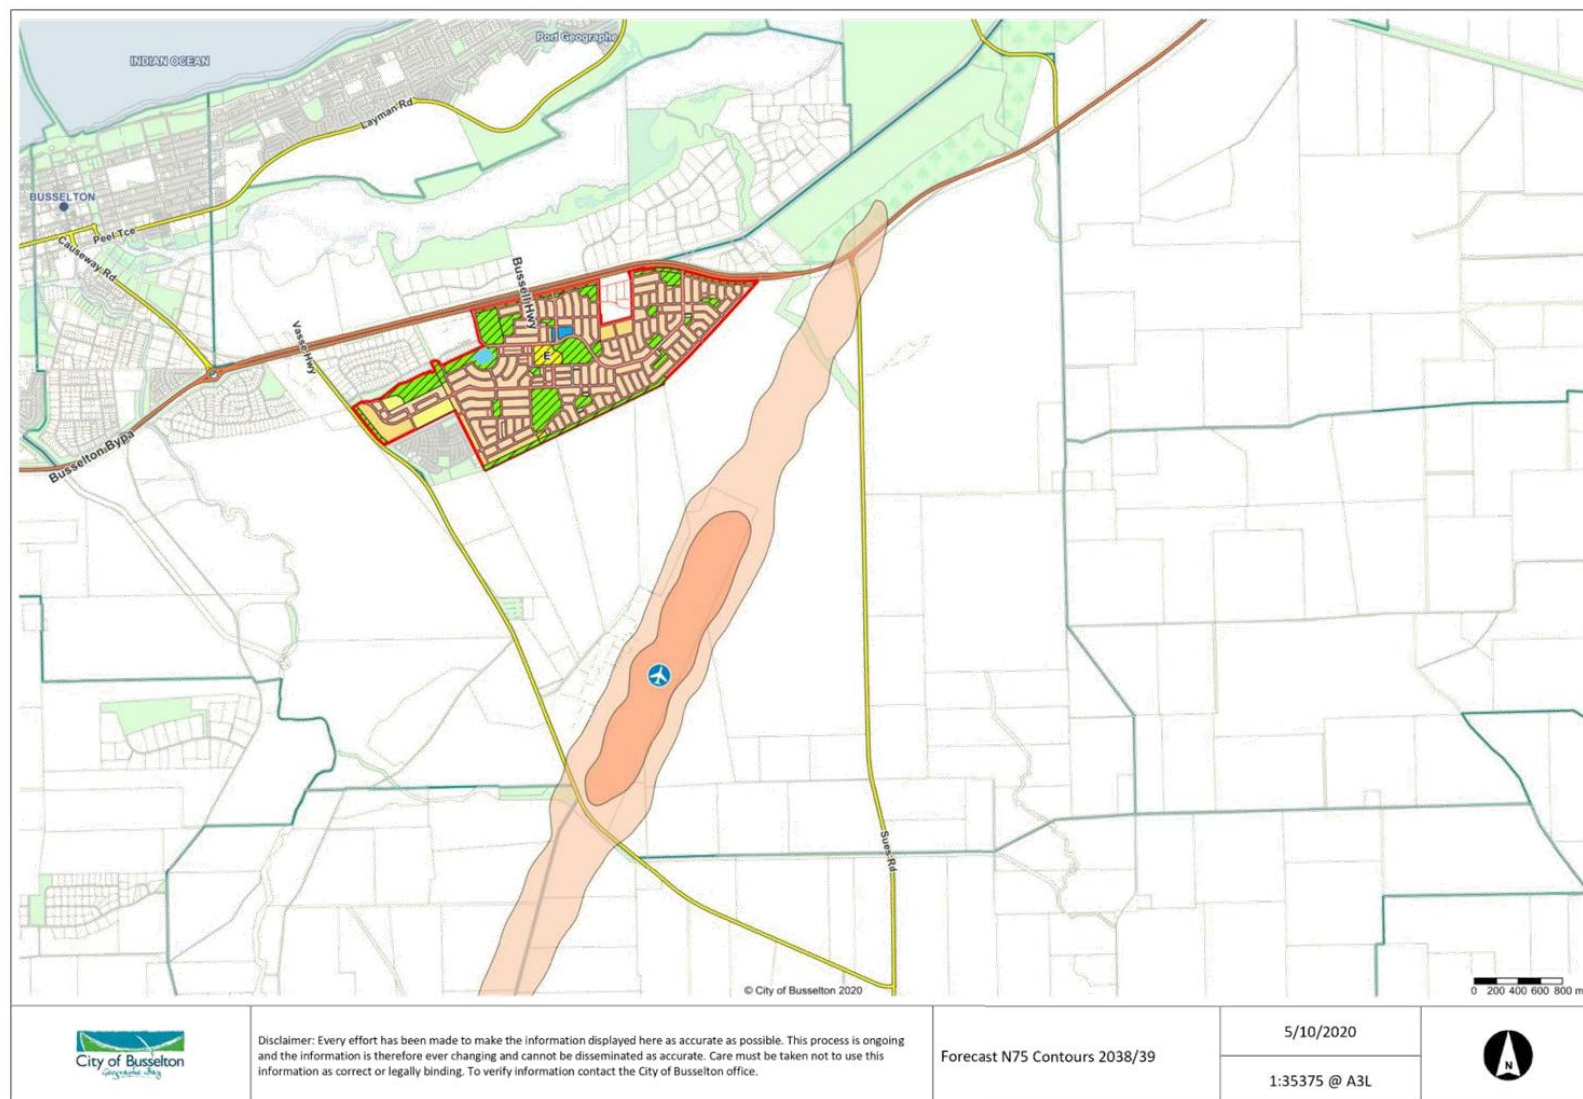 INDIAN OCEAN
Port Geographe
Layman Rd
BUSSELTON
Peel Tce
Causeway Rd
Bussell Hwy
Vasse Hwy
E
Busselton Bypa
Sues Rd
© City of Busselton 2020
0 200 400 600 800 m
City of Busselton
Geographe Bay
Disclaimer: Every effort has been made to make the information displayed here as accurate as possible. This process is ongoing
and the information is therefore ever changing and cannot be disseminated as accurate. Care must be taken not to use this
information as correct or legally binding. To verify information contact the City of Busselton office.
Forecast N75 Contours 2038/39
5/10/2020
1:35375 @ A3L
N